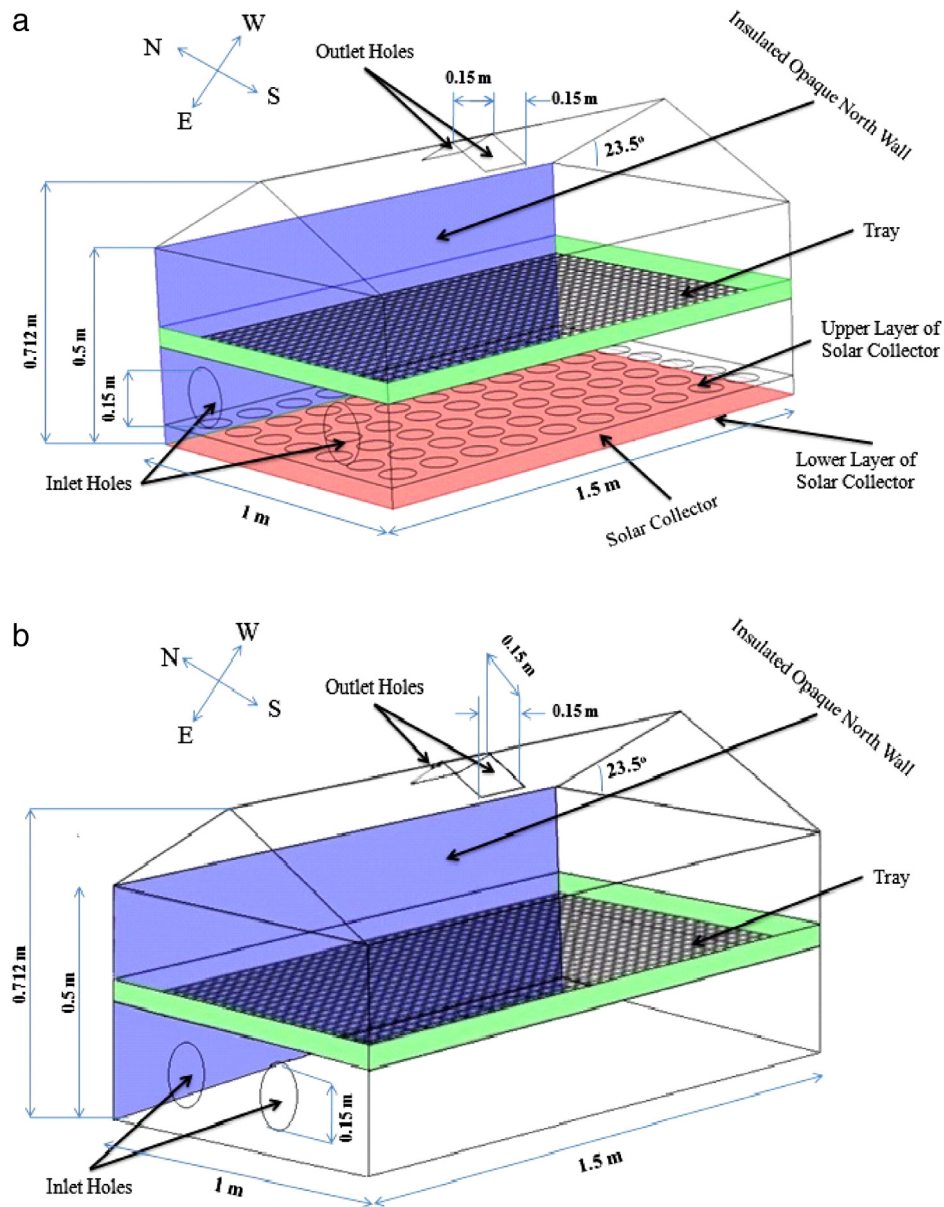 a
W
N
S
E
Outlet Holes
0.15 m
0.15 m
Insulated Opaque North Wall
23.5°
Tray
0.712 m
0.5 m
0.15 m
Upper Layer of
Solar Collector
Inlet Holes
Lower Layer of
Solar Collector
1 m
1.5 m
Solar Collector
b
W
N
S
E
0.15 m
Outlet Holes
0.15 m
Insulated Opaque North Wall
23.5°
Tray
0.712 m
0.5 m
0.15 m
Inlet Holes
1 m
1.5 m